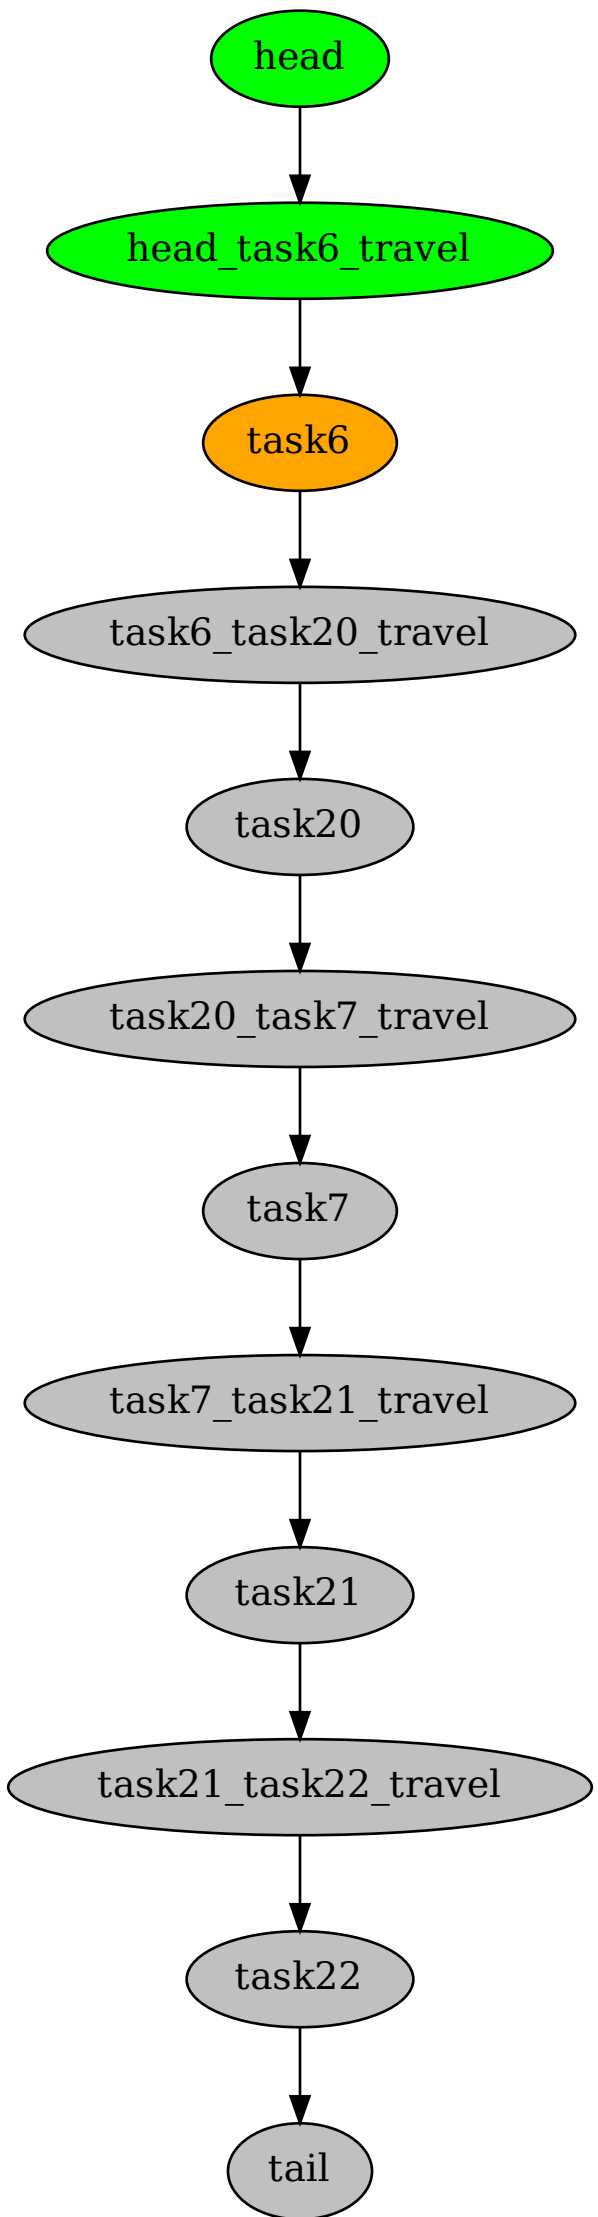 head
head_task6_travel
task6
task6_task20_travel
task20
task20_task7_travel
task7
task7_task21_travel
task21
task21_task22_travel
task22
tail